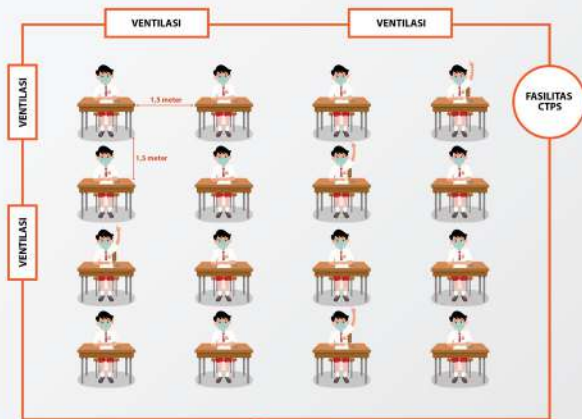 VENTILASI
VENTILASI
VENTILASI
FASILITAS
CTPS
1,5 meter
1,5 meter
VENTILASI